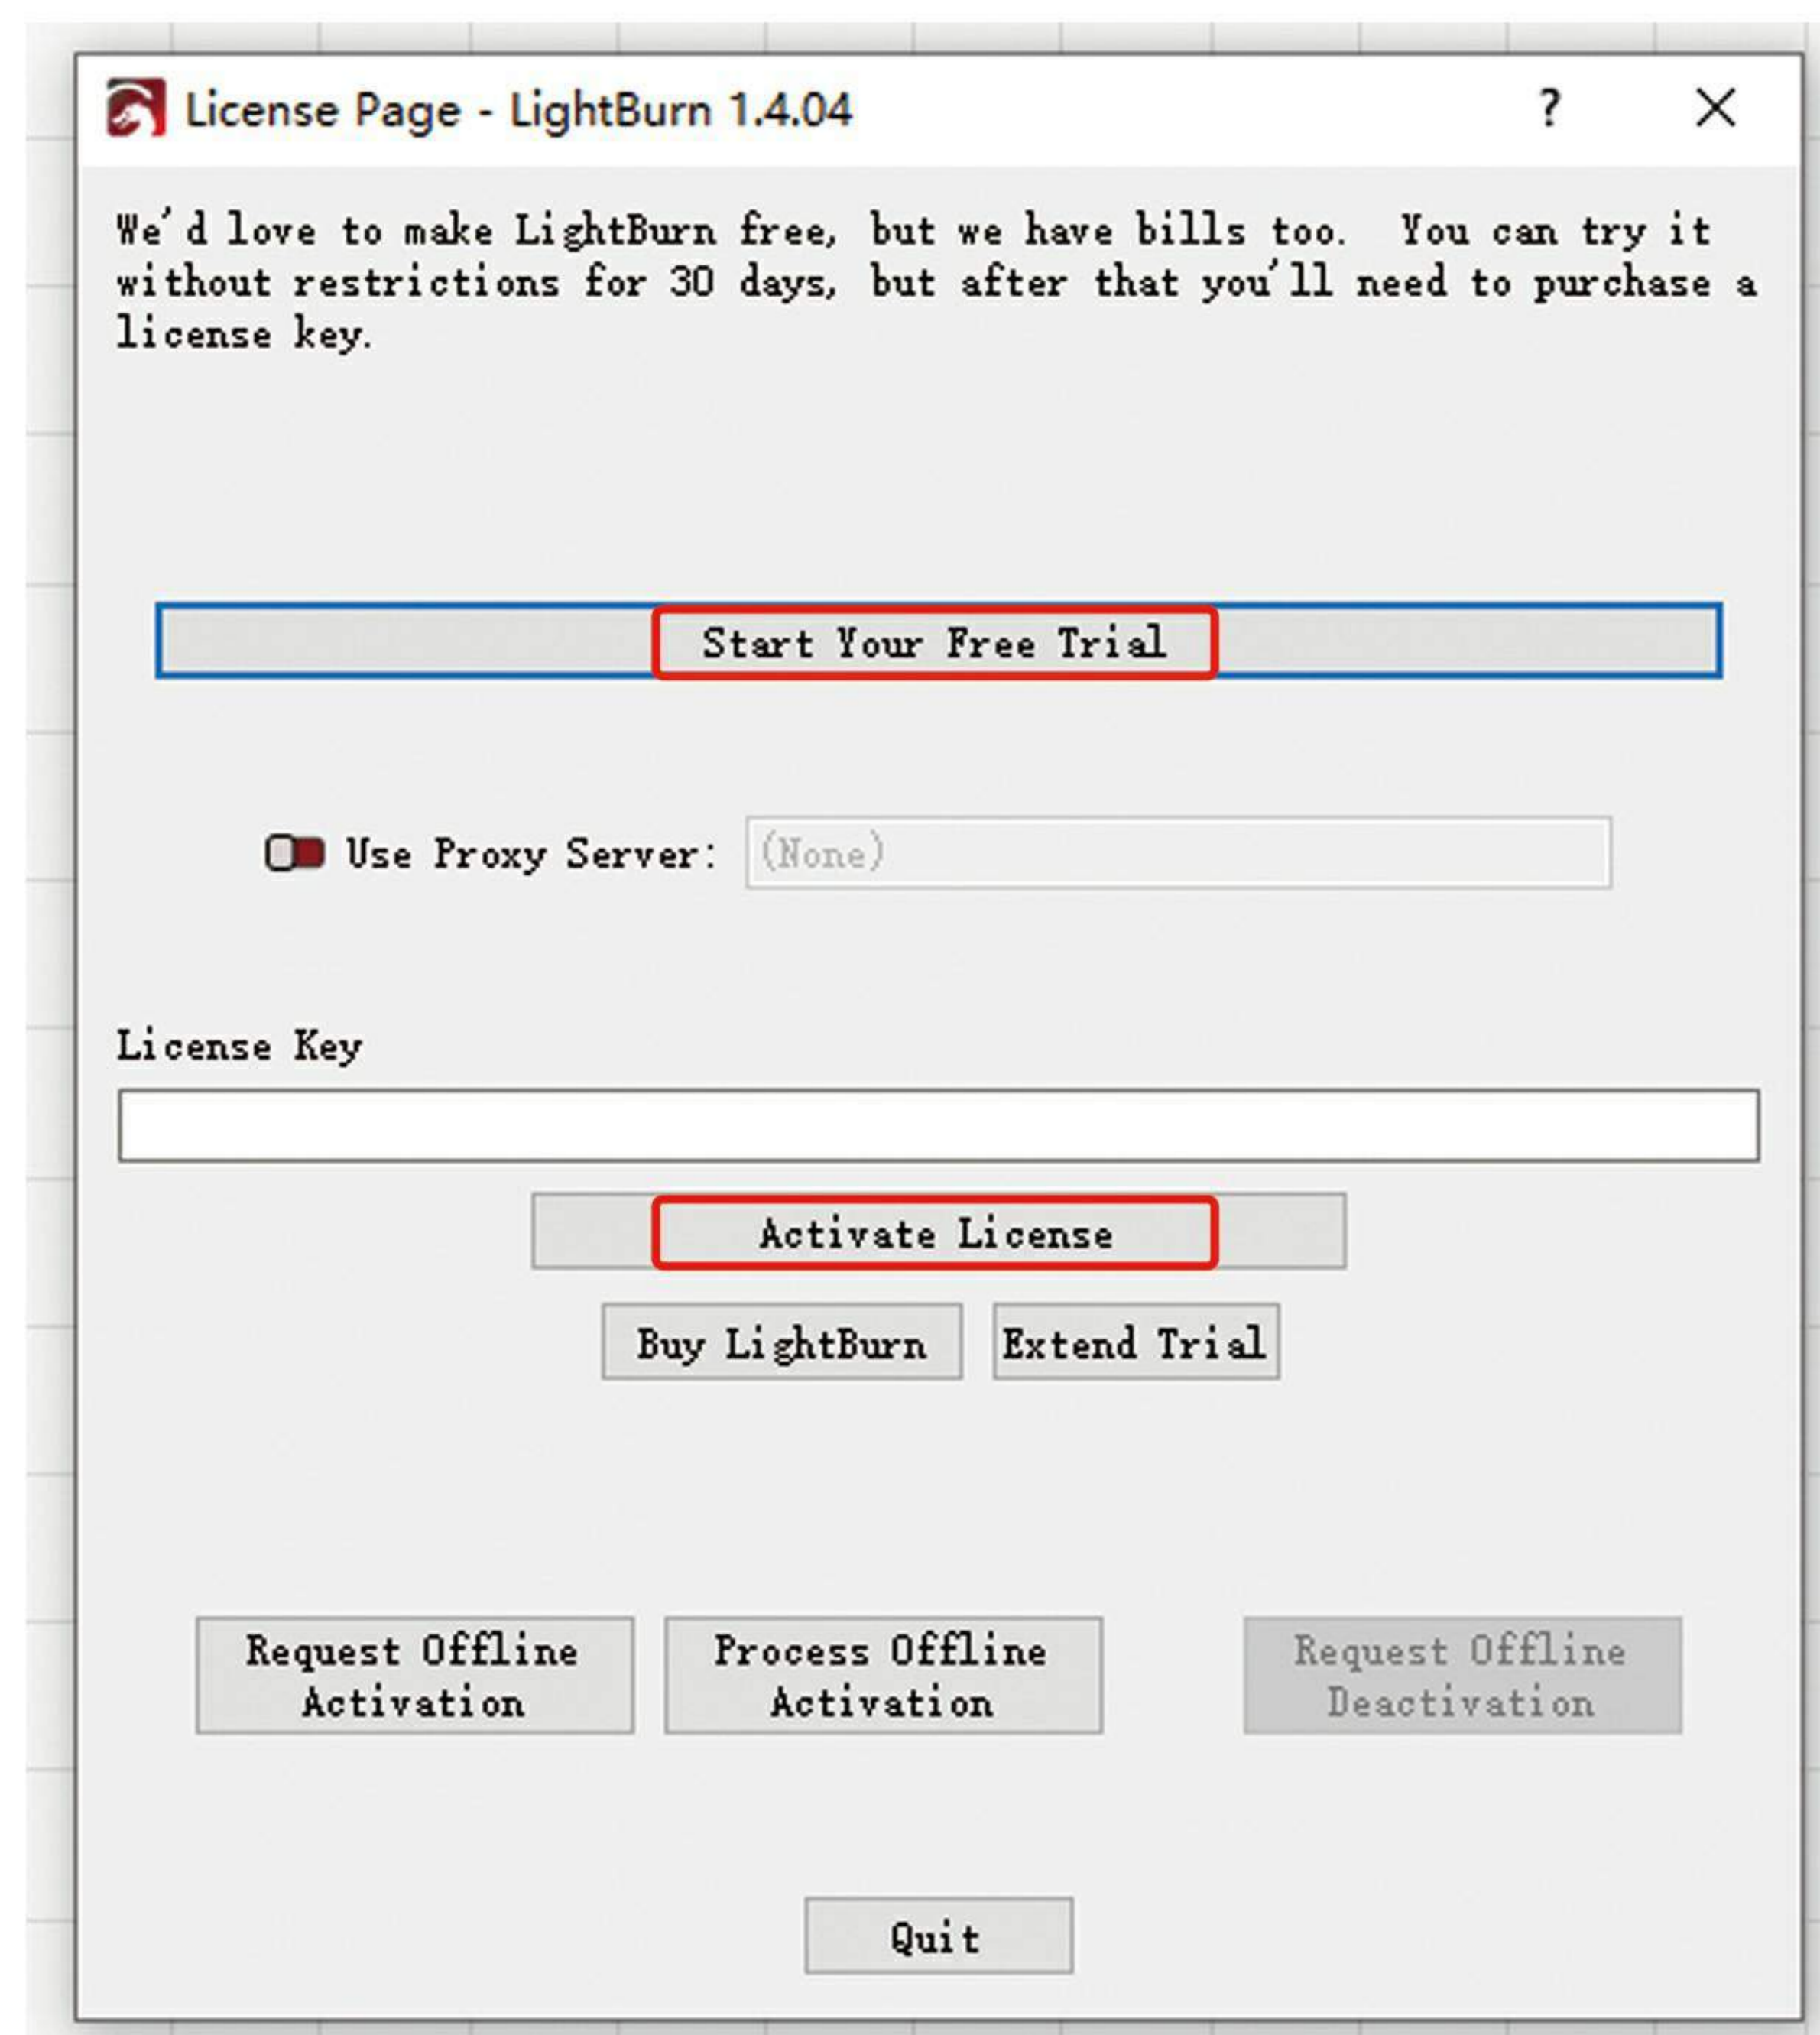 License Page - LightBurn 1.4.04
?
We'd love to make LightBurn free, but we have bills too.  You can try it
without restrictions for 30 days, but after that you'll need to purchase a
license key.
Start Your Free Trial
Use Proxy Server: (None)
License Key
Activate License
Buy LightBurn Extend Trial
Request Offline Process Offline Request Offline
Activation Activation Deactivation
Quit